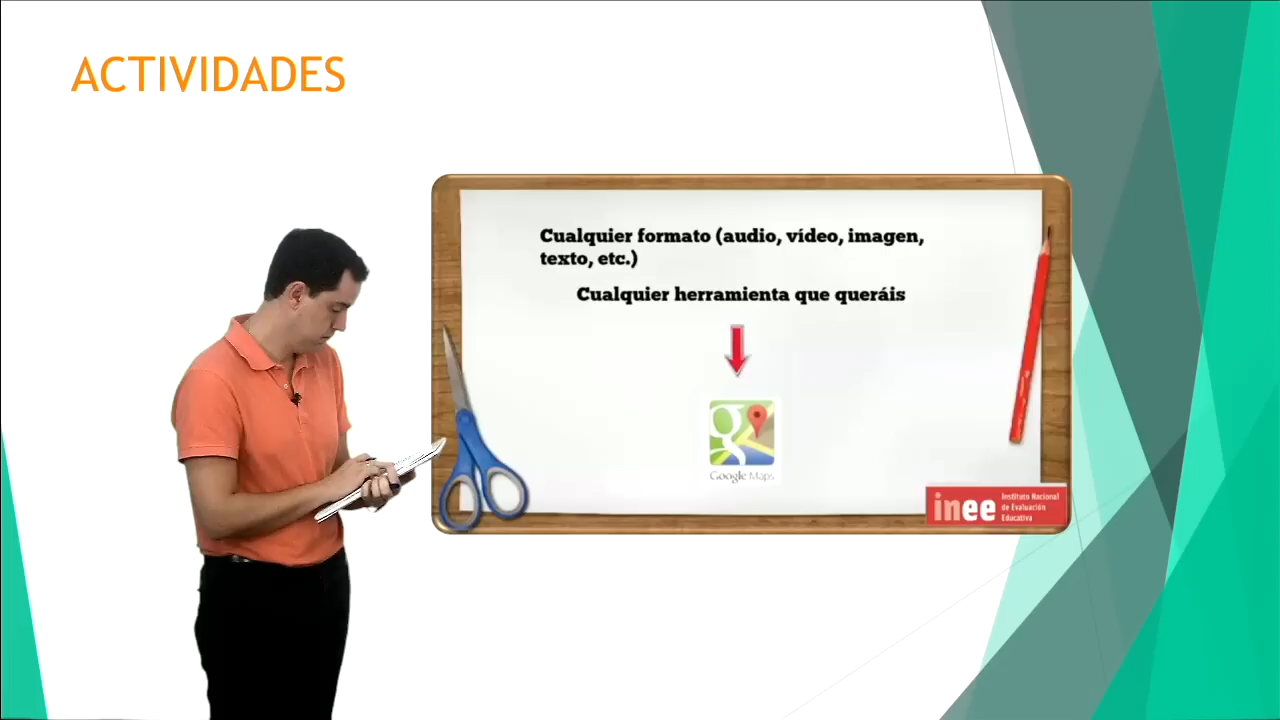 ACTIVIDADES
Cualquier formato (audio, vídeo, imagen,
texto, etc.)
Cualquier herramienta que queráis
g
Google Maps
inee
Instituto Nacional
de Evaluación
Educativa